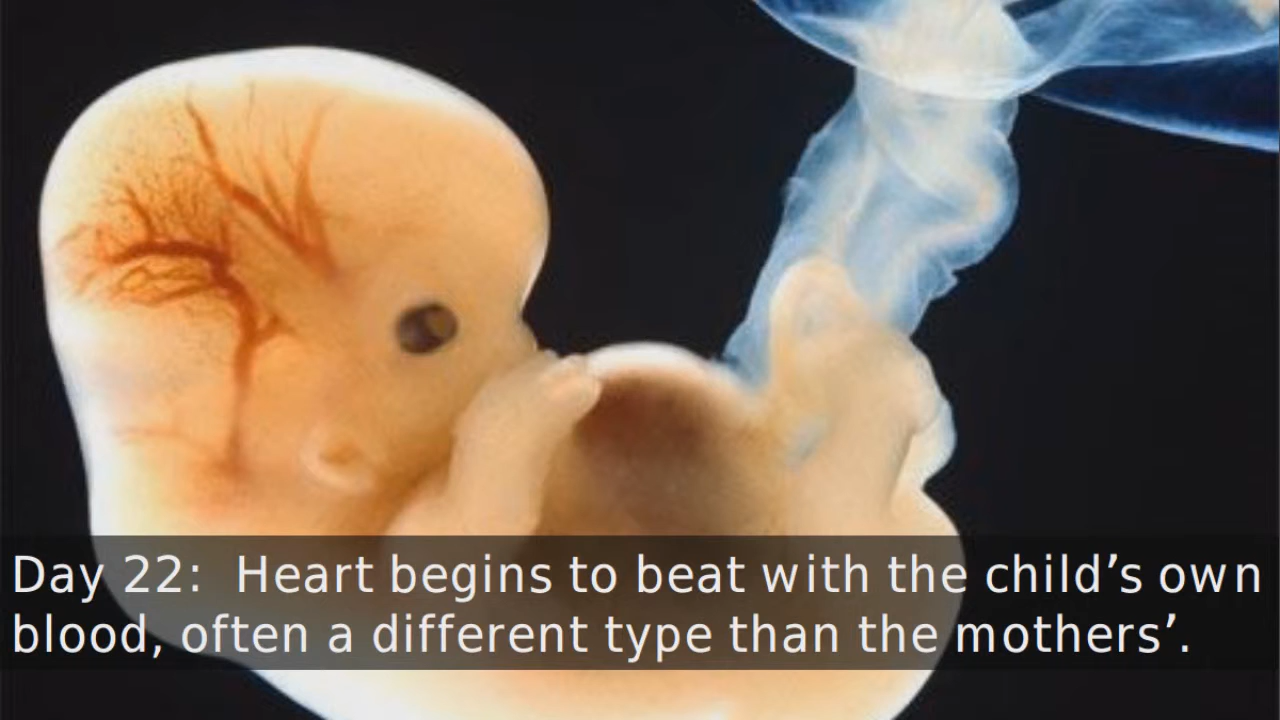 Day 22:  Heart begins to beat with the child’s own
blood, often a different type than the mothers’.